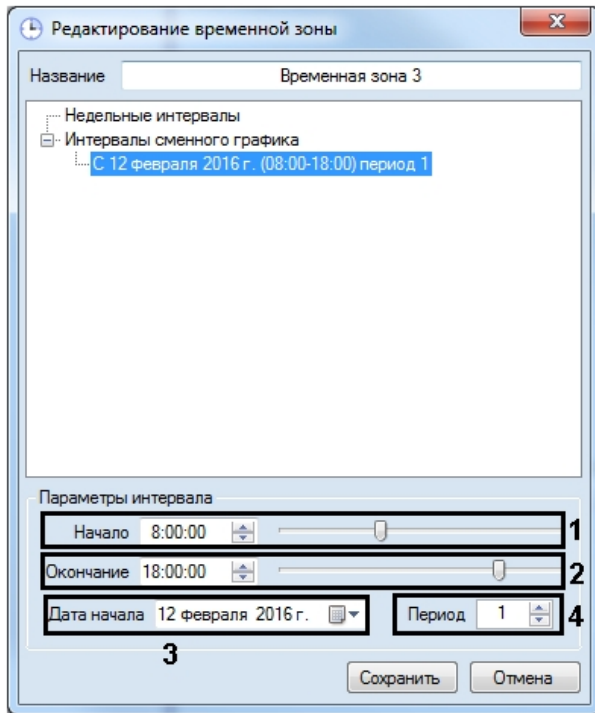 Редактирование временной зоны
Название Временная зона 3
Недельные интервалы
Интервалы сменного графика
С 12 февраля 2016 г. (08:00-18:00) период 1
Параметры интервала
Начало 8:00:00 1
Окончание 18:00:00 2
Дата начала 12 февраля 2016 г. Период 1 4
3
Сохранить Отмена